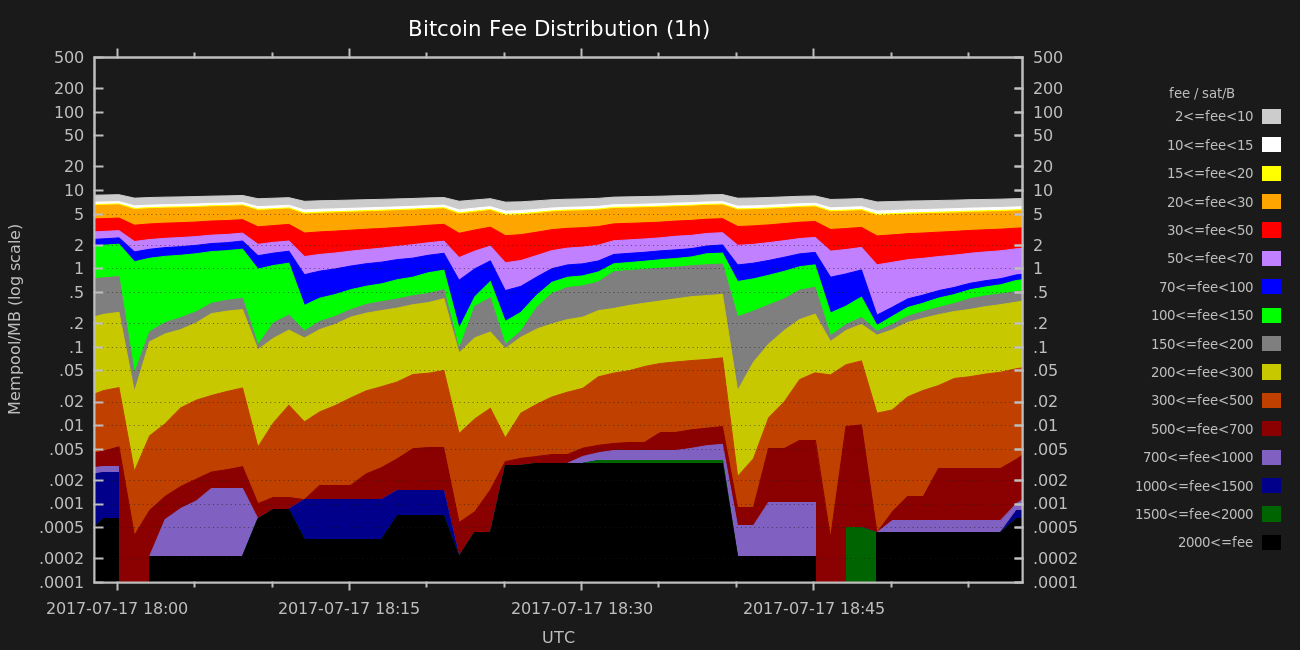 Bitcoin Fee Distribution (1h)
Mempool/MB (log scale)
500
200
100
50
20
10
5
2
1
.5
.2
.1
.05
.02
.01
.005
.002
.001
.0005
.0002
.0001
500
200
100
50
20
10
5
2
1
.5
.2
.1
.05
.02
.01
.005
.002
.001
.0005
.0002
.0001
2017-07-17 18:00 2017-07-17 18:15 2017-07-17 18:30 2017-07-17 18:45
UTC
fee / sat/B
2<=fee<10
10<=fee<15
15<=fee<20
20<=fee<30
30<=fee<50
50<=fee<70
70<=fee<100
100<=fee<150
150<=fee<200
200<=fee<300
300<=fee<500
500<=fee<700
700<=fee<1000
1000<=fee<1500
1500<=fee<2000
2000<=fee